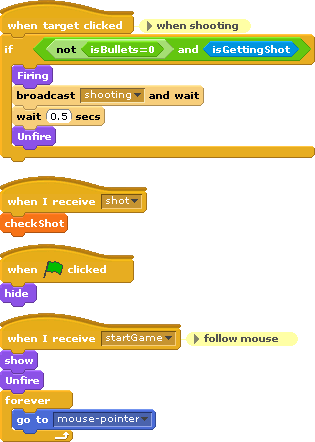 when target clicked when shooting
if not isBullets=0 and isGettingShot
Firing
broadcast shooting and wait
wait 0.5 secs
Unfire
when I receive shot
checkShot
when clicked
hide
when I receive startGame follow mouse
show
Unfire
forever
go to mouse-pointer